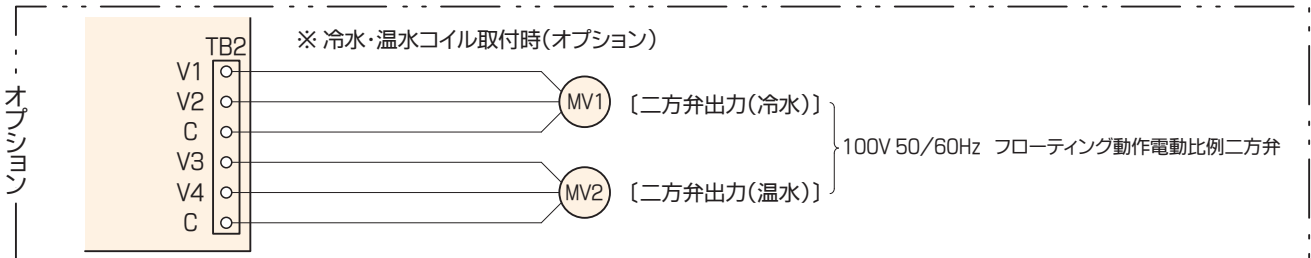 オプション
TB2
※ 冷水・温水コイル取付時(オプション)
V1
V2
C
V3
V4
C
MV1
〔二方弁出力(冷水)〕
MV2
〔二方弁出力(温水)〕
100V 50/60Hz フローティング動作電動比例二方弁